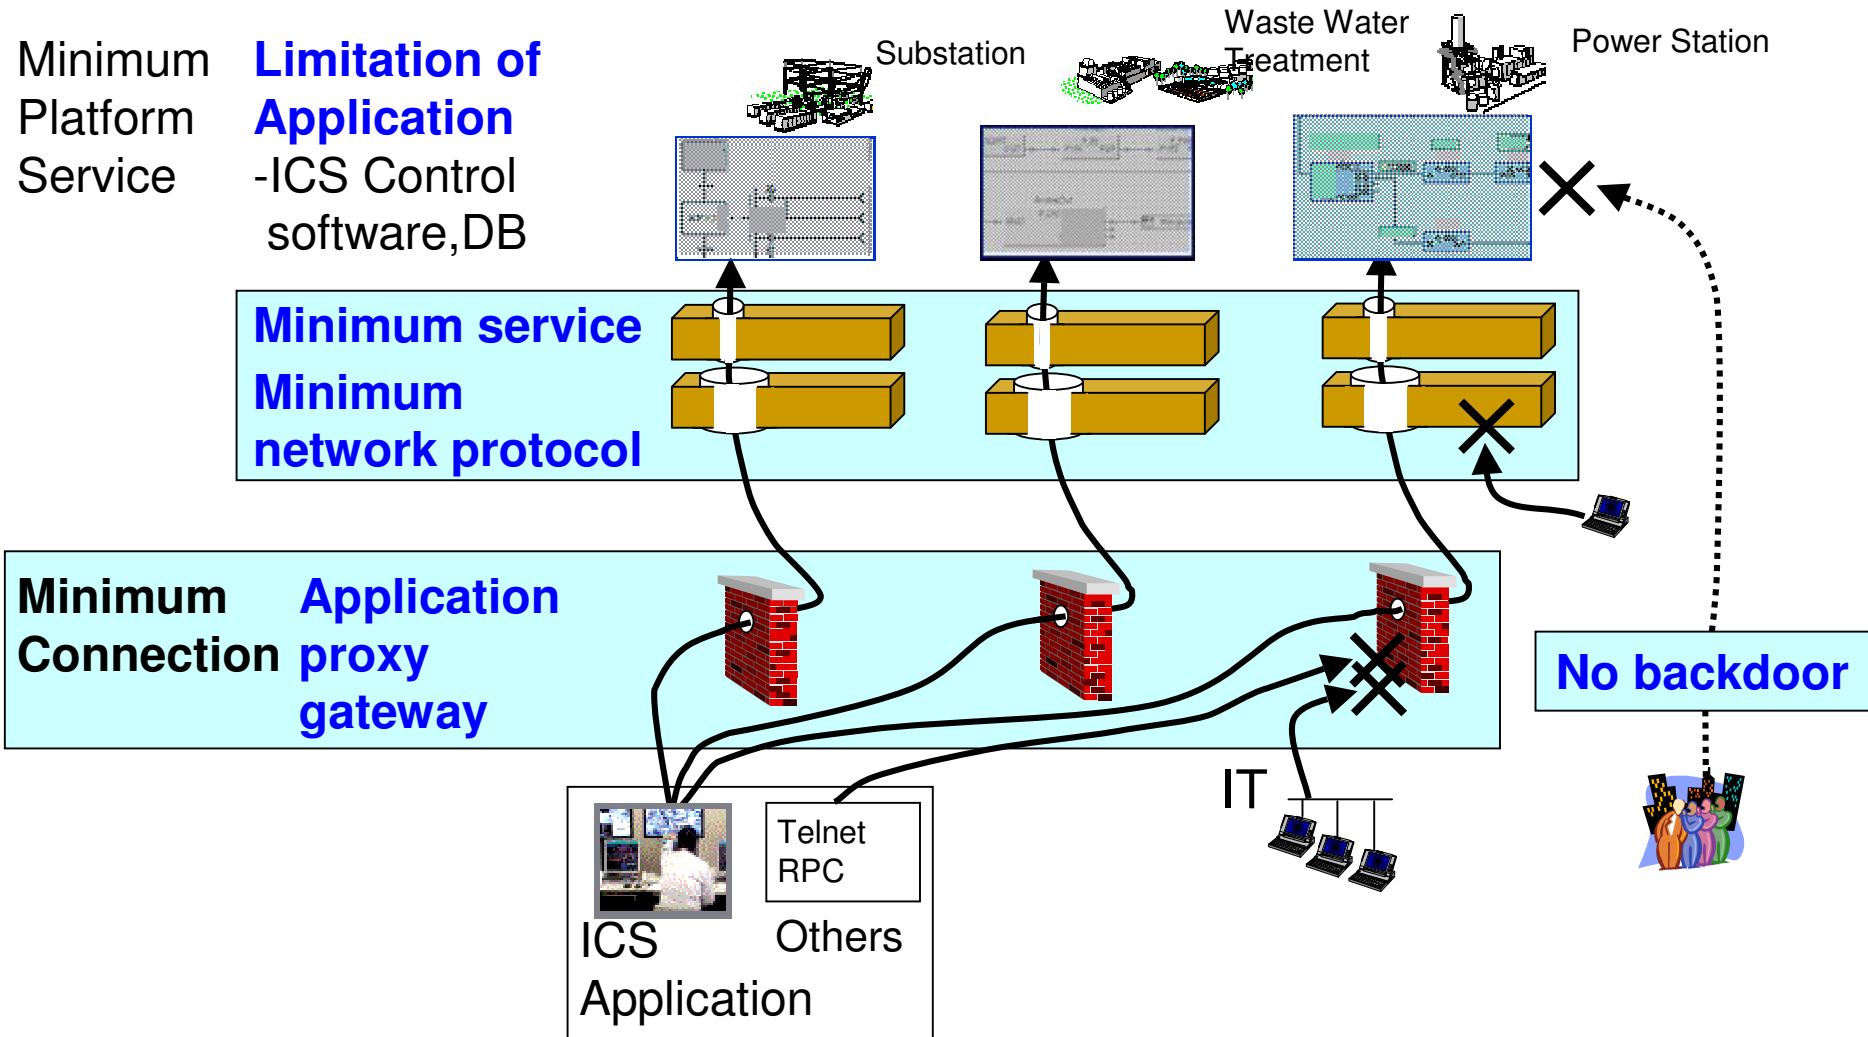 Minimum
Platform
Service
Limitation of
Application
-ICS Control
software,DB
Substation
Waste Water
Treatment
Power Station
Minimum service
Minimum
network protocol
Minimum
Connection
Application
proxy
gateway
No backdoor
IT
Telnet
RPC
ICS
Application
Others